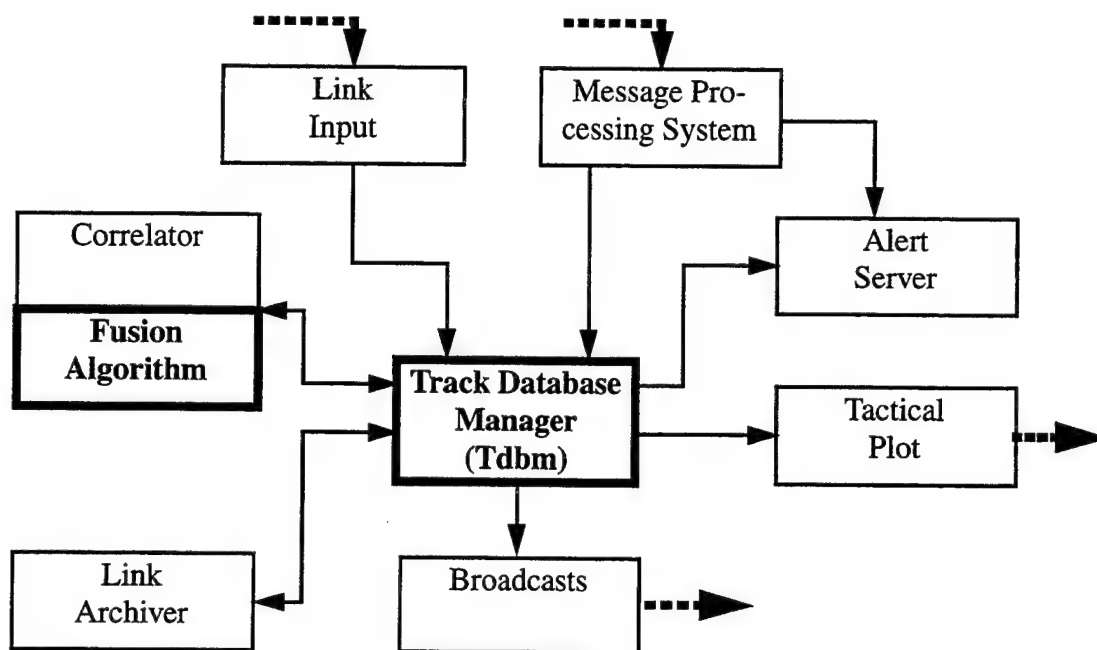 Link
Input
Message Pro-
cessing System
Correlator
Alert
Server
Fusion
Algorithm
Track Database
Manager
(Tdbm)
Tactical
Plot
Link
Archiver
Broadcasts